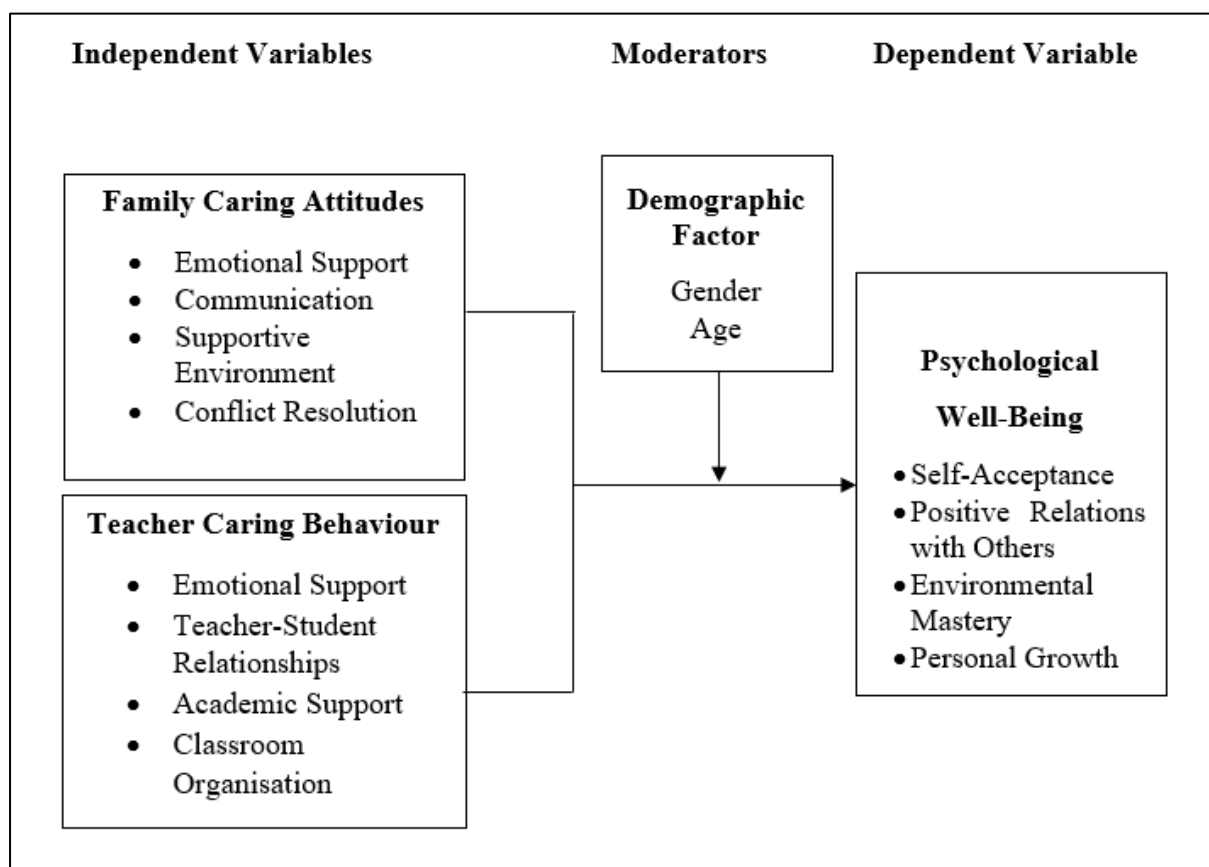 Independent Variables
Moderators
Dependent Variable
Family Caring Attitudes
• Emotional Support
• Communication
• Supportive
Environment
• Conflict Resolution
Teacher Caring Behaviour
• Emotional Support
• Teacher-Student
Relationships
• Academic Support
• Classroom
Organisation
Demographic
Factor
Gender
Age
Psychological
Well-Being
• Self-Acceptance
• Positive Relations
with Others
• Environmental
Mastery
• Personal Growth